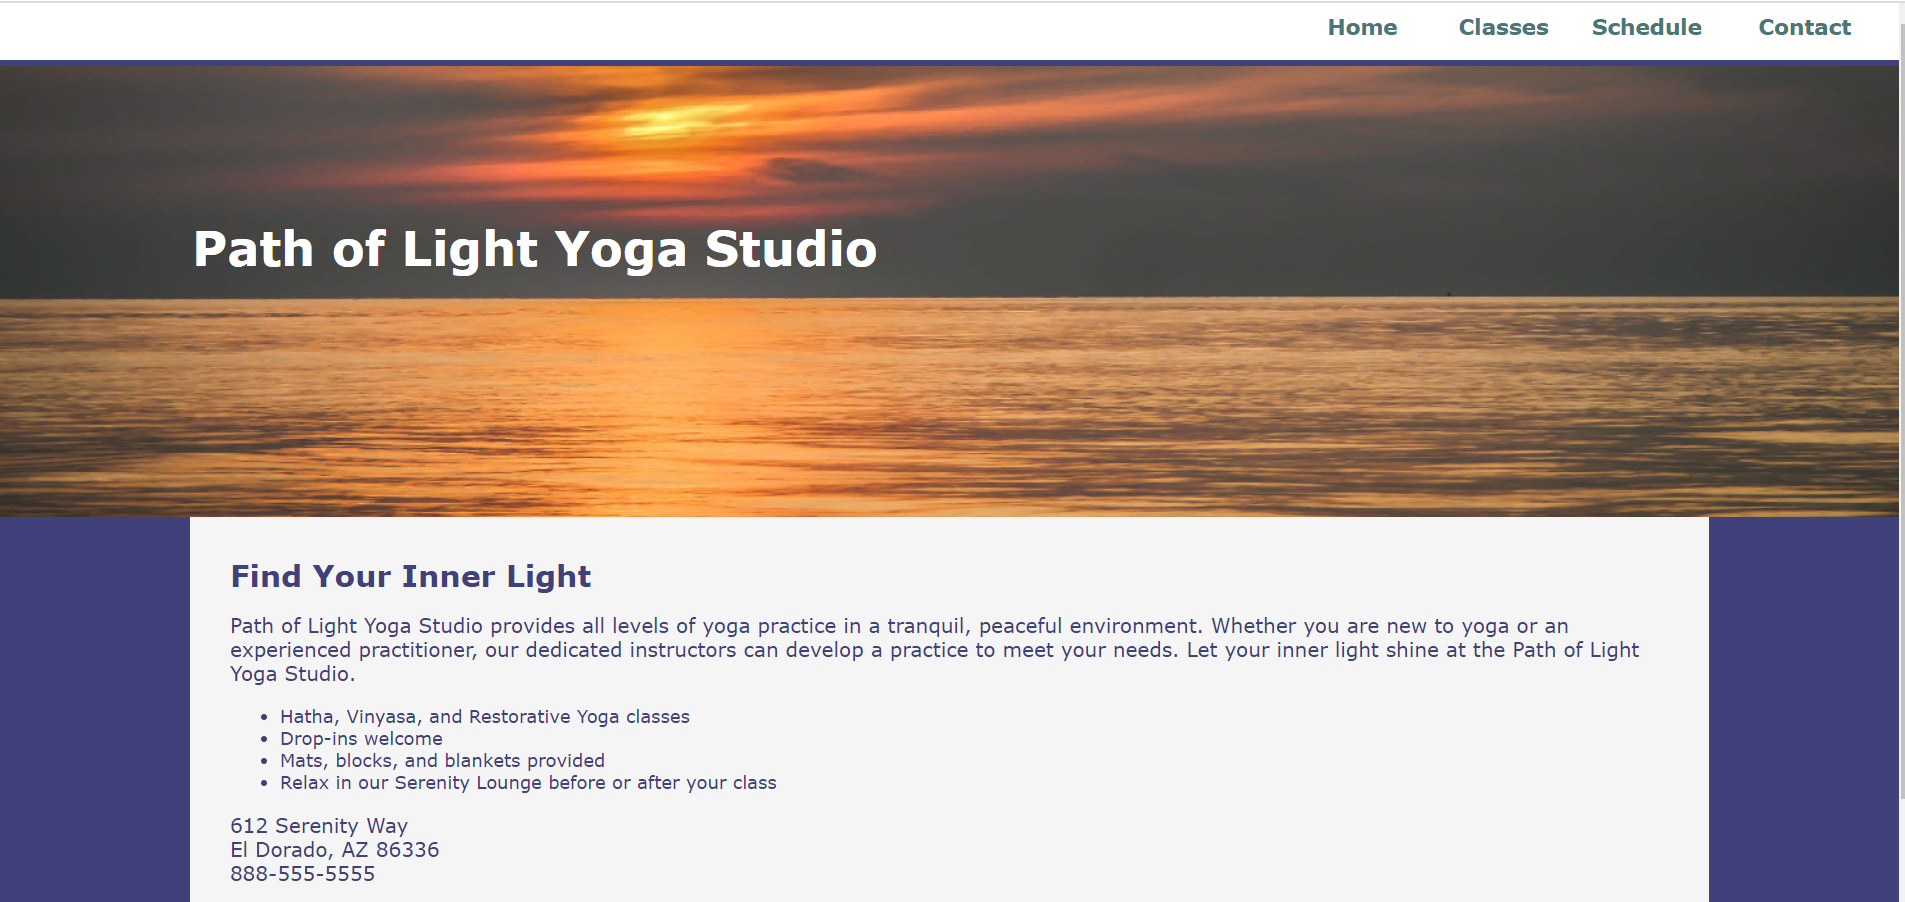 Home Classes Schedule Contact
Path of Light Yoga Studio
Find Your Inner Light
Path of Light Yoga Studio provides all levels of yoga practice in a tranquil, peaceful environment. Whether you are new to yoga or an
experienced practitioner, our dedicated instructors can develop a practice to meet your needs. Let your inner light shine at the Path of Light
Yoga Studio.
• Hatha, Vinyasa, and Restorative Yoga classes
• Drop-ins welcome
• Mats, blocks, and blankets provided
• Relax in our Serenity Lounge before or after your class
612 Serenity Way
El Dorado, AZ 86336
888-555-5555